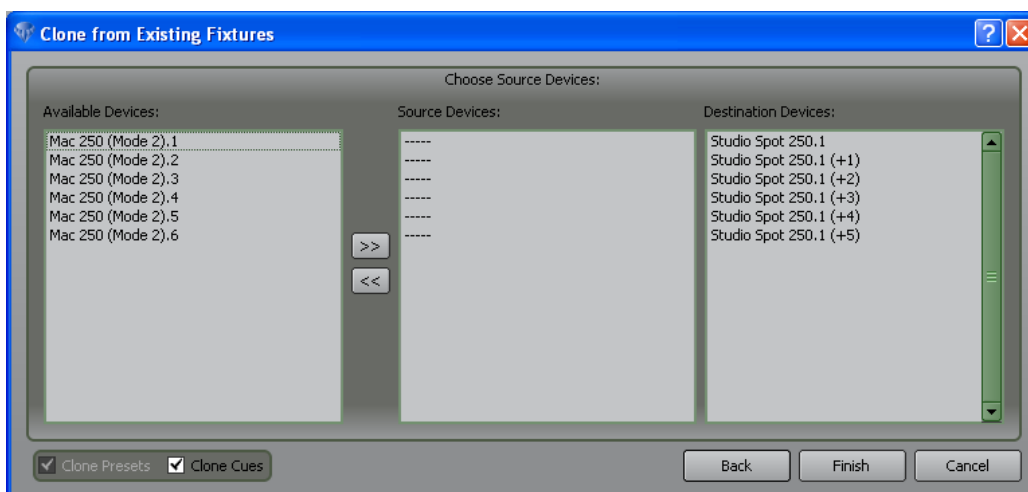 Clone from Existing Fixtures
Choose Source Devices:
Available Devices:
Mac 250 (Mode 2).1
Mac 250 (Mode 2).2
Mac 250 (Mode 2).3
Mac 250 (Mode 2).4
Mac 250 (Mode 2).5
Mac 250 (Mode 2).6
>>
<<
Source Devices:
-----
-----
-----
-----
-----
-----
Destination Devices:
Studio Spot 250.1
Studio Spot 250.1 (+1)
Studio Spot 250.1 (+2)
Studio Spot 250.1 (+3)
Studio Spot 250.1 (+4)
Studio Spot 250.1 (+5)
Clone Presets Clone Cues
Back Finish Cancel